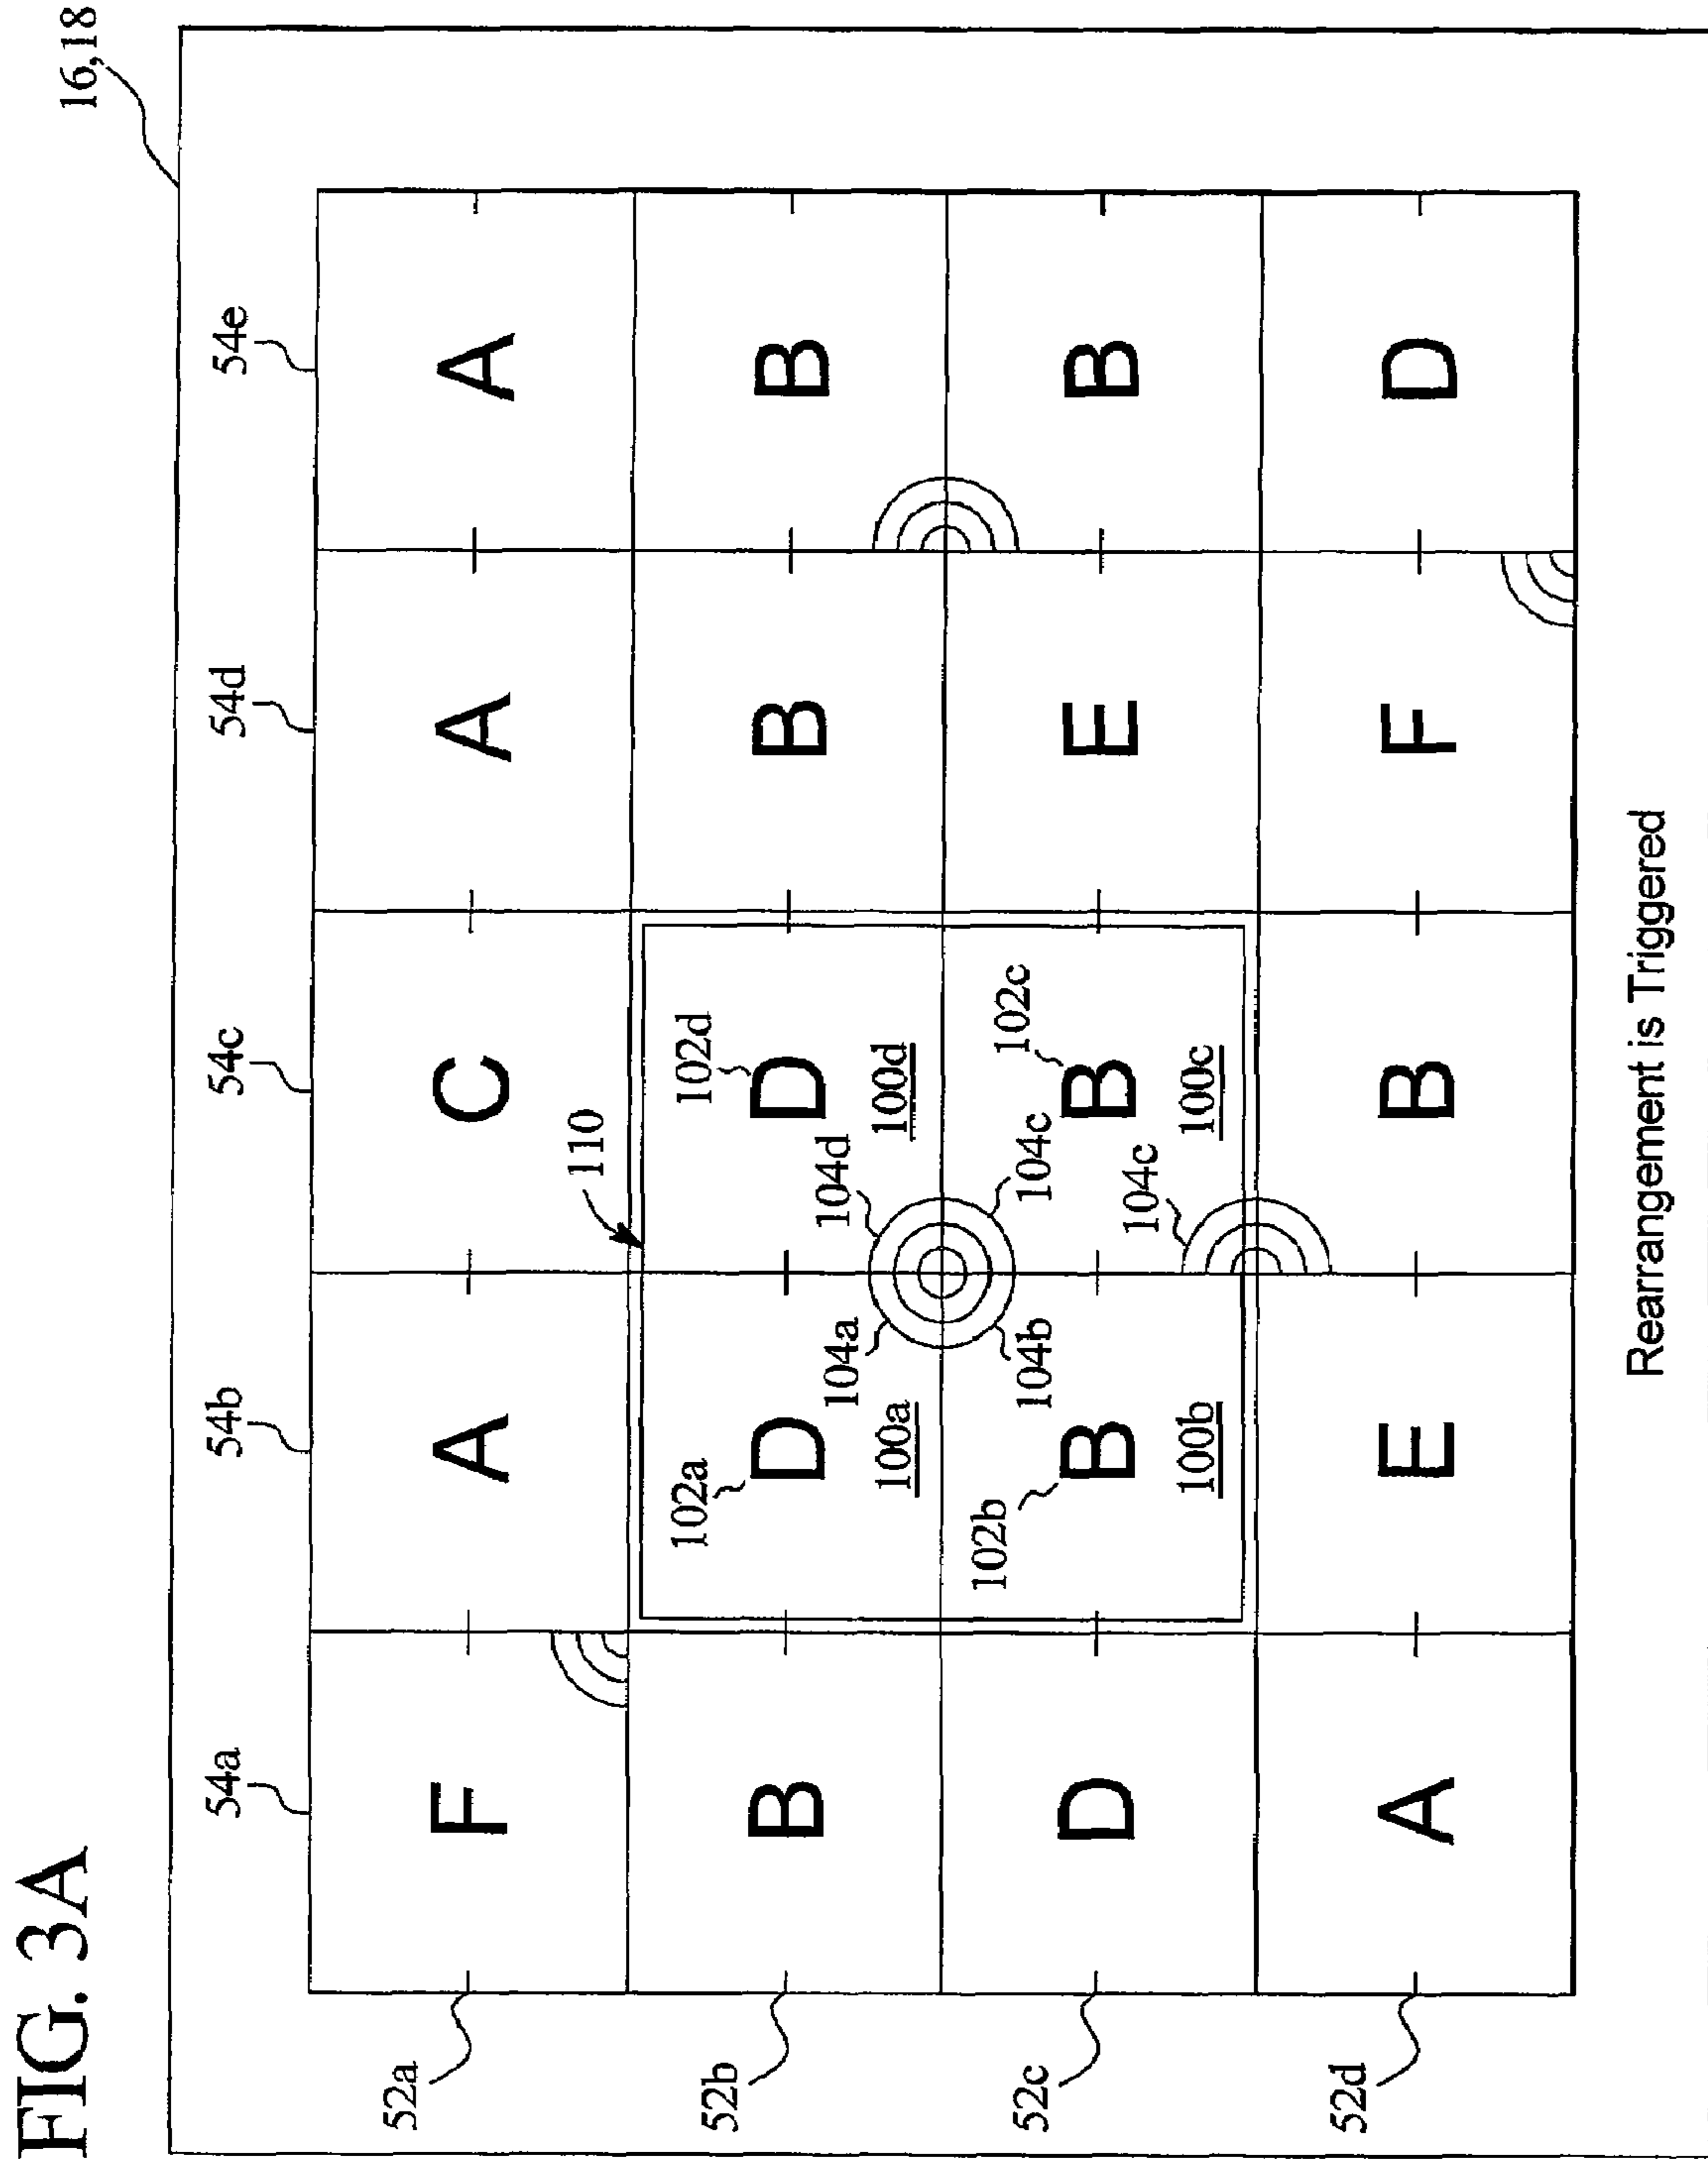 FIG. 3A
16,18
54a 54b 54c 54d 54e
52a
F A C A A
110
52b
102a 102d
B D D B B
104a 104d
100a 100d
52c
102b 104b 104c 102c
D B B E B
104c
100b 100c
52d
A E B F D
Rearrangement is Triggered